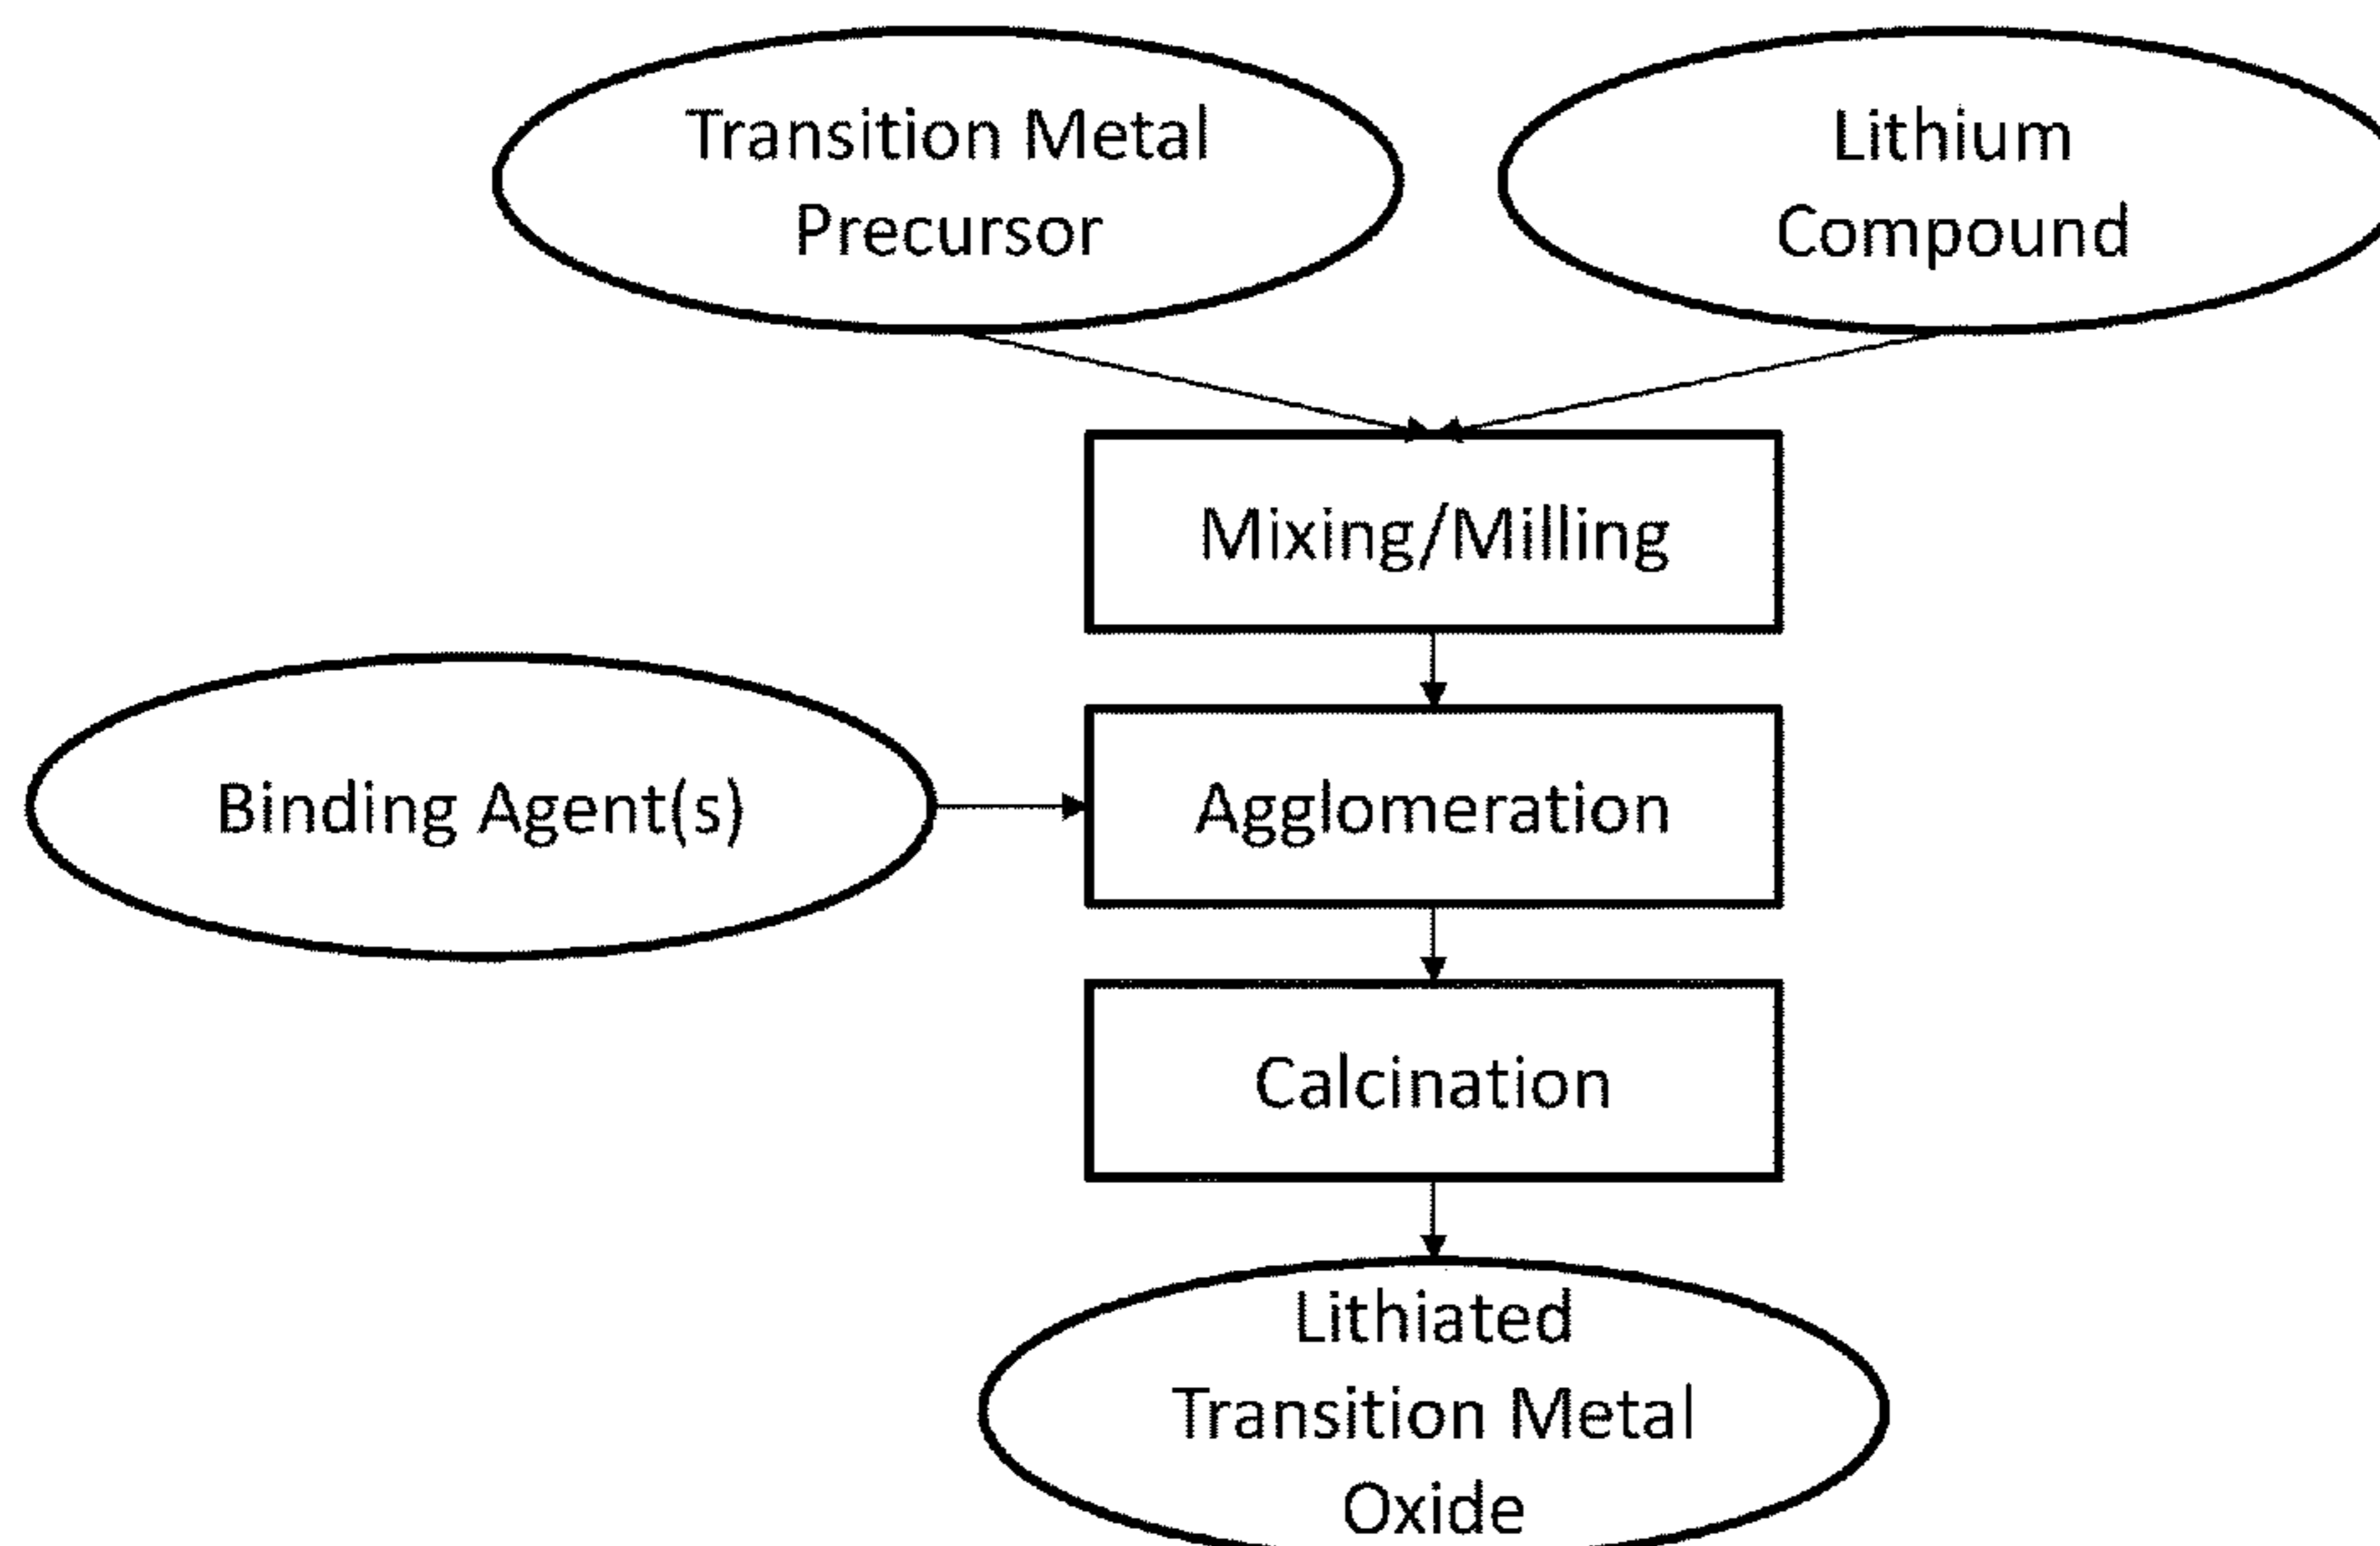 Transition Metal
Precursor
Lithium
Compound
Mixing/Milling
Binding Agent(s)
Agglomeration
Calcination
Lithiated
Transition Metal
Oxide